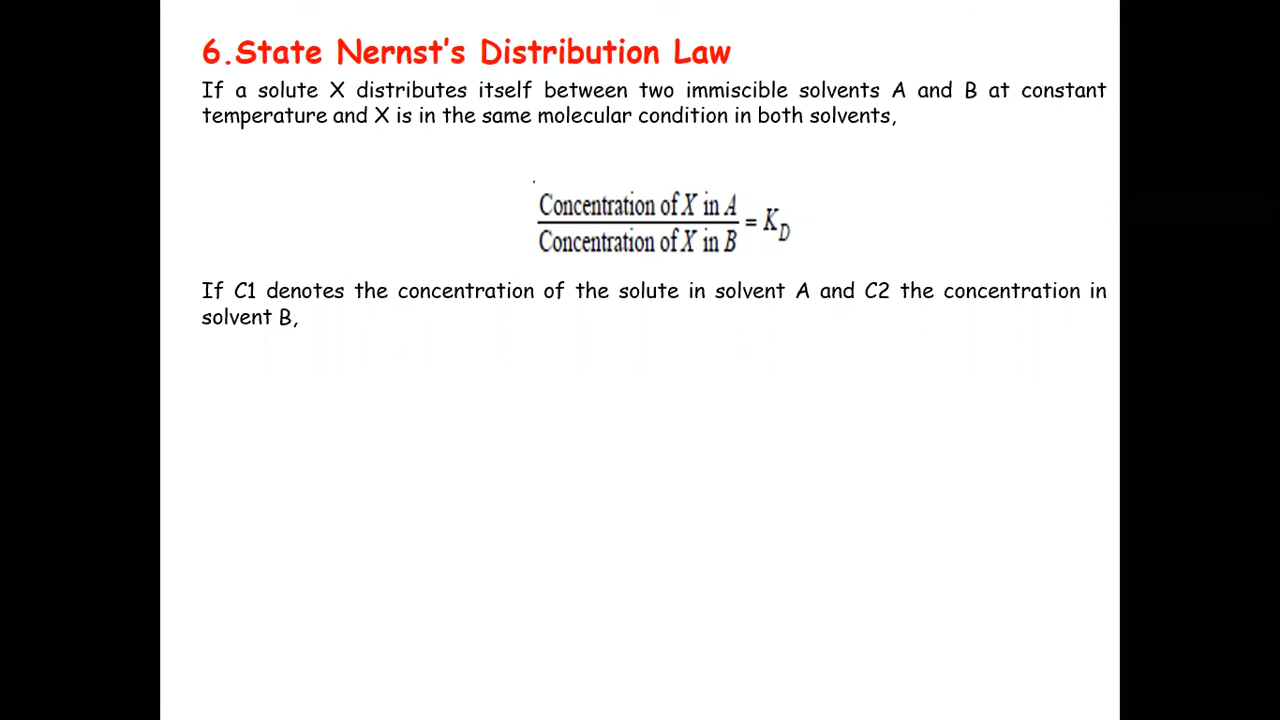 6.State Nernst's Distribution Law
If a solute X distributes itself between two immiscible solvents A and B at constant
temperature and X is in the same molecular condition in both solvents,
Concentration of X in A
Concentration of X in B
= K_D
If C1 denotes the concentration of the solute in solvent A and C2 the concentration in
solvent B,